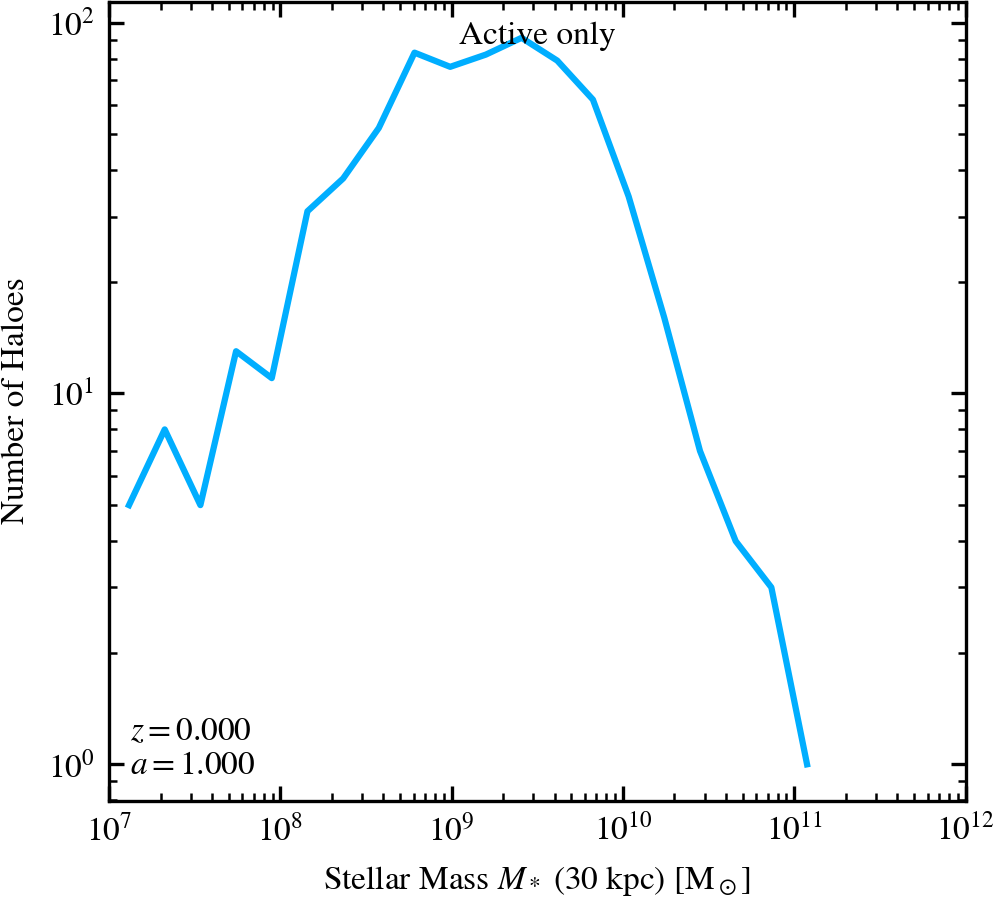 Active only
Number of Haloes
10²
10¹
10⁰
z = 0.000
a = 1.000
10⁷ 10⁸ 10⁹ 10¹⁰ 10¹¹ 10¹²
Stellar Mass M* (30 kpc) [M⊙]